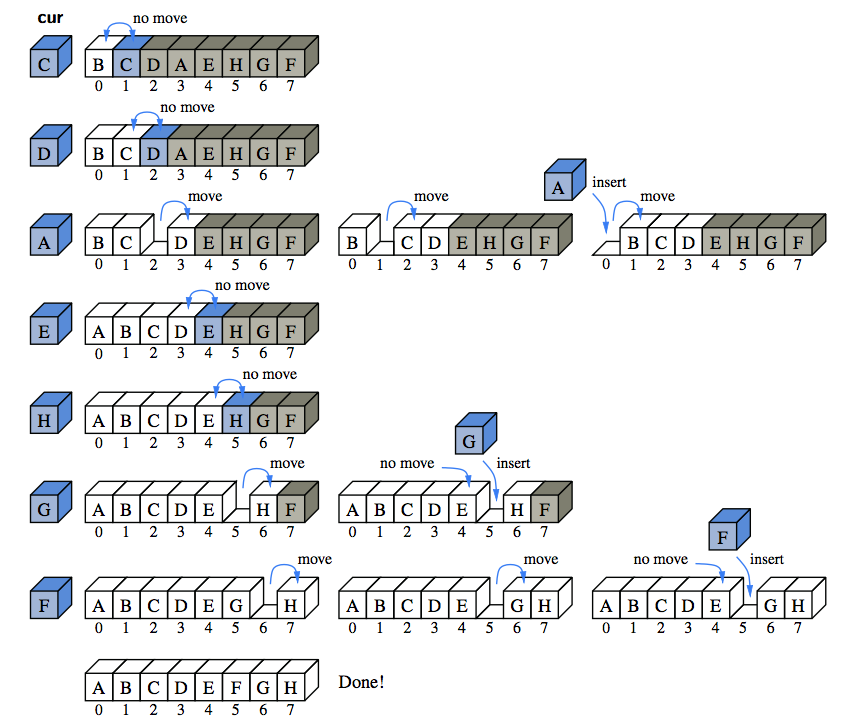 cur no move
C B C D A E H G F
0 1 2 3 4 5 6 7
no move
D B C D A E H G F
0 1 2 3 4 5 6 7
A insert
move move move
A B C D E H G F B C D E H G F B C D E H G F
0 1 2 3 4 5 6 7 0 1 2 3 4 5 6 7 0 1 2 3 4 5 6 7
no move
E A B C D E H G F
0 1 2 3 4 5 6 7
no move
H A B C D E H G F
0 1 2 3 4 5 6 7
G
move no move insert
G A B C D E H F A B C D E H F
0 1 2 3 4 5 6 7 0 1 2 3 4 5 6 7
F
move move no move insert
F A B C D E G H A B C D E G H A B C D E G H
0 1 2 3 4 5 6 7 0 1 2 3 4 5 6 7 0 1 2 3 4 5 6 7
A B C D E F G H Done!
0 1 2 3 4 5 6 7